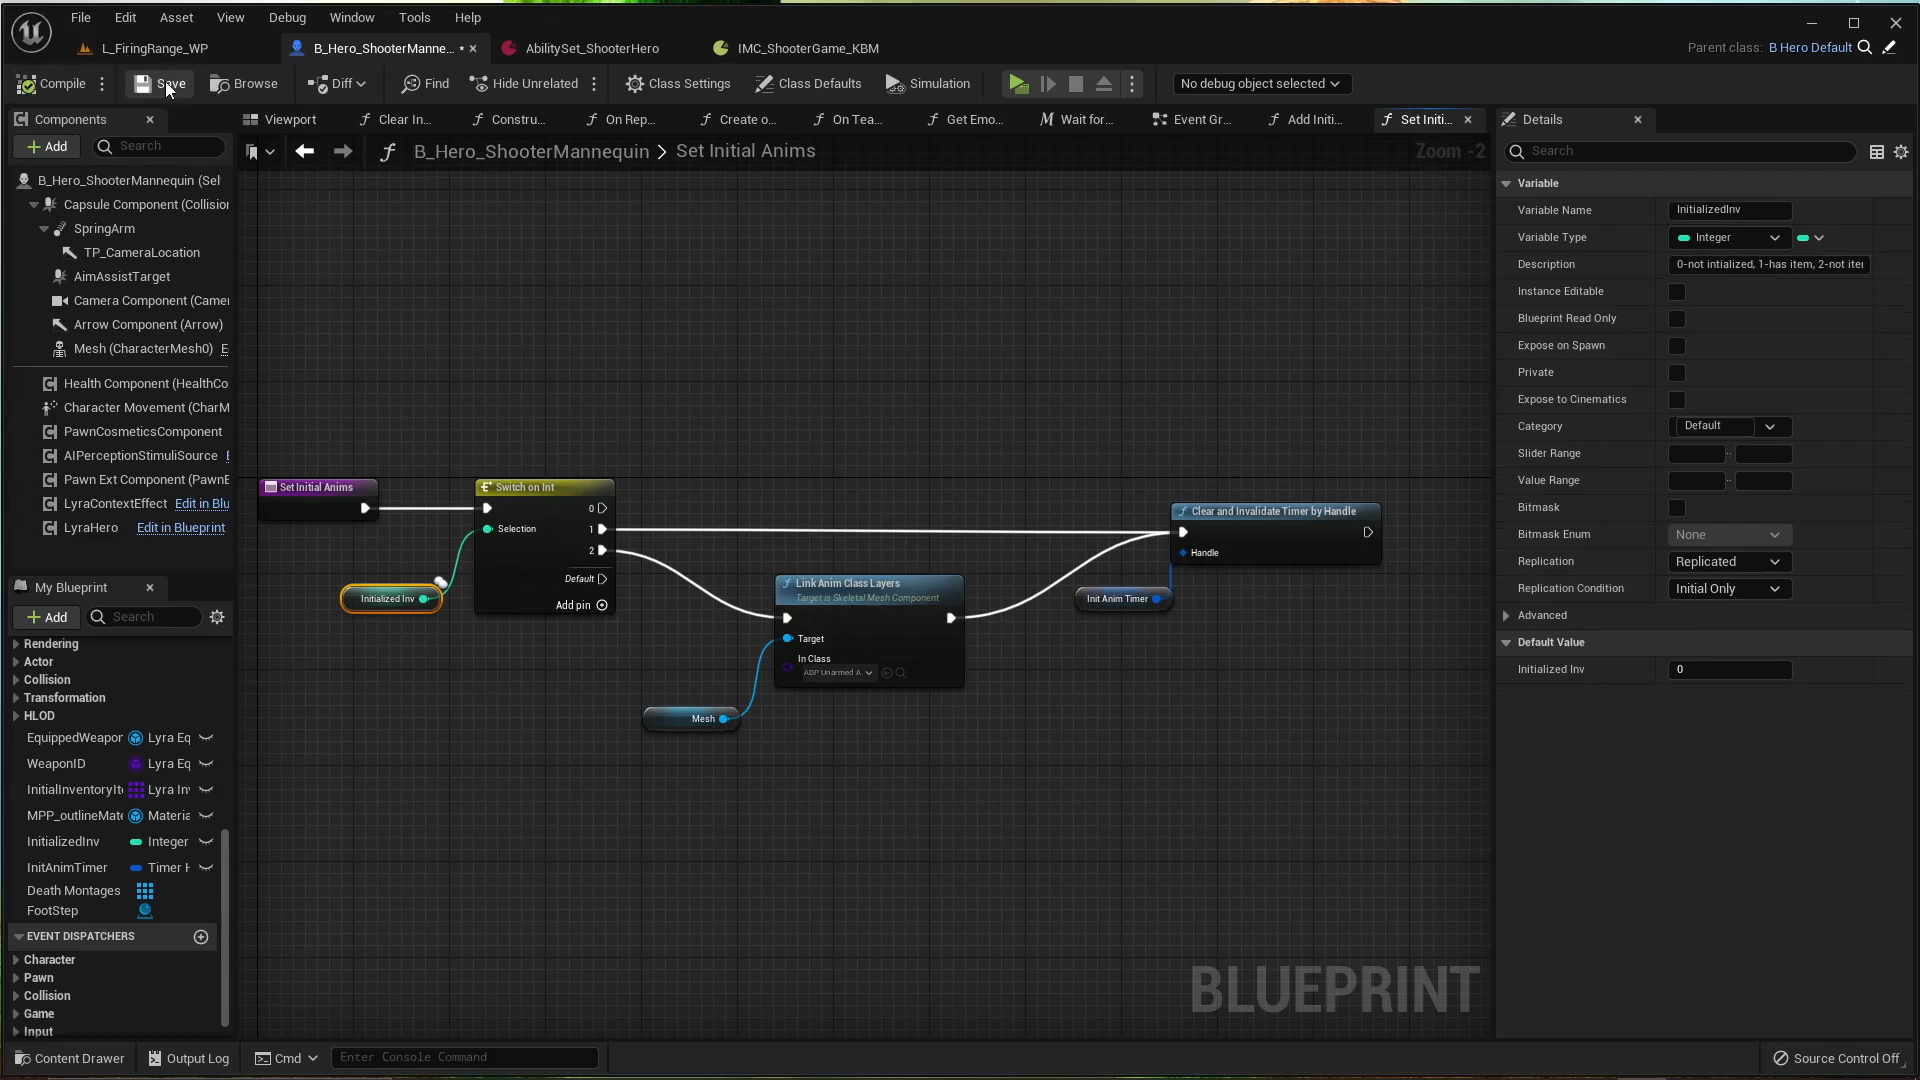 File Edit Asset View Debug Window Tools Help
L_FiringRange_WP
B_Hero_ShooterManne... *
AbilitySet_ShooterHero
IMC_ShooterGame_KBM
Parent class: B Hero Default
Compile
Save
Browse
Diff
Find
Hide Unrelated
Class Settings
Class Defaults
Simulation
No debug object selected
Components
Add
Search
B_Hero_ShooterMannequin (Sel
Capsule Component (Collision
SpringArm
TP_CameraLocation
AimAssistTarget
Camera Component (Camer
Arrow Component (Arrow)
Mesh (CharacterMesh0) E
Health Component (HealthCo
Character Movement (CharM
PawnCosmeticsComponent
AIPerceptionStimuliSource E
Pawn Ext Component (PawnE
LyraContextEffect Edit in Blu
LyraHero Edit in Blueprint
My Blueprint
Add
Search
Rendering
Actor
Collision
Transformation
HLOD
EquippedWeapon Lyra Eq
WeaponID Lyra Eq
InitialInventoryIt Lyra Inv
MPP_outlineMate Materia
InitializedInv Integer
InitAnimTimer Timer H
Death Montages
FootStep
EVENT DISPATCHERS
Character
Pawn
Collision
Game
Input
Viewport
Clear In...
Constru...
On Rep...
Create o...
On Tea...
Get Emo...
Wait for...
Event Gr...
Add Initi...
Set Initi...
B_Hero_ShooterMannequin > Set Initial Anims
Zoom -2
Set Initial Anims
Switch on Int
Selection
0
1
2
Default
Add pin
Initialized Inv
Link Anim Class Layers
Target is Skeletal Mesh Component
Target
In Class
ABP Unarmed A
Mesh
Clear and Invalidate Timer by Handle
Handle
Init Anim Timer
BLUEPRINT
Details
Search
Variable
Variable Name InitializedInv
Variable Type Integer
Description 0-not intialized, 1-has item, 2-not iter
Instance Editable
Blueprint Read Only
Expose on Spawn
Private
Expose to Cinematics
Category Default
Slider Range
Value Range
Bitmask
Bitmask Enum None
Replication Replicated
Replication Condition Initial Only
Advanced
Default Value
Initialized Inv 0
Content Drawer
Output Log
Cmd
Enter Console Command
Source Control Off